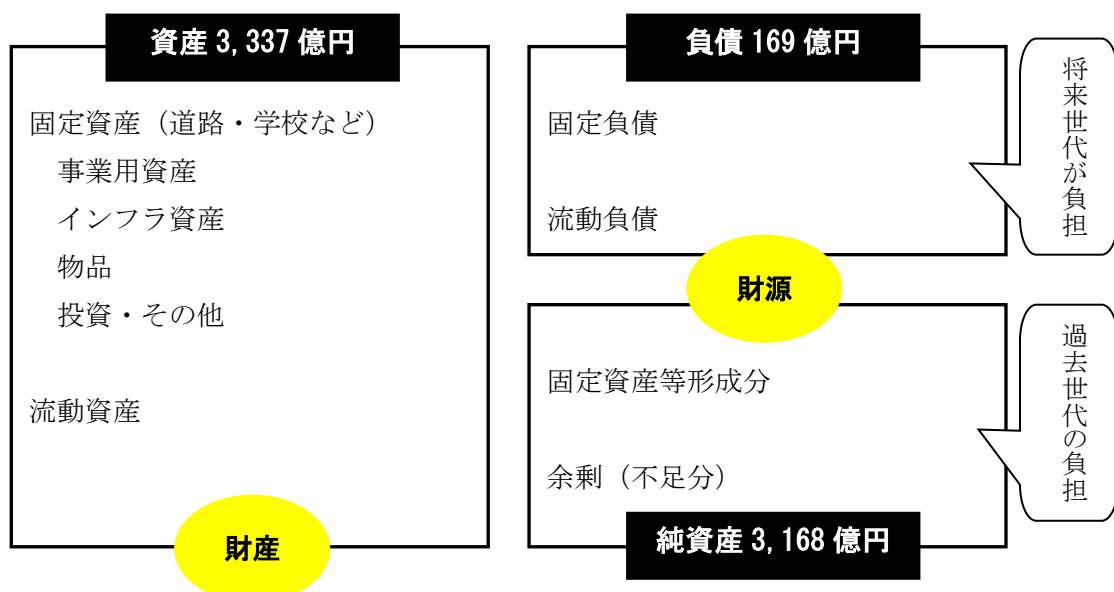 資産 3,337 億円
固定資産（道路・学校など）
事業用資産
インフラ資産
物品
投資・その他
流動資産
財産
負債 169 億円
固定負債
流動負債
将来世代が負担
財源
固定資産等形成分
余剰（不足分）
過去世代の負担
純資産 3,168 億円